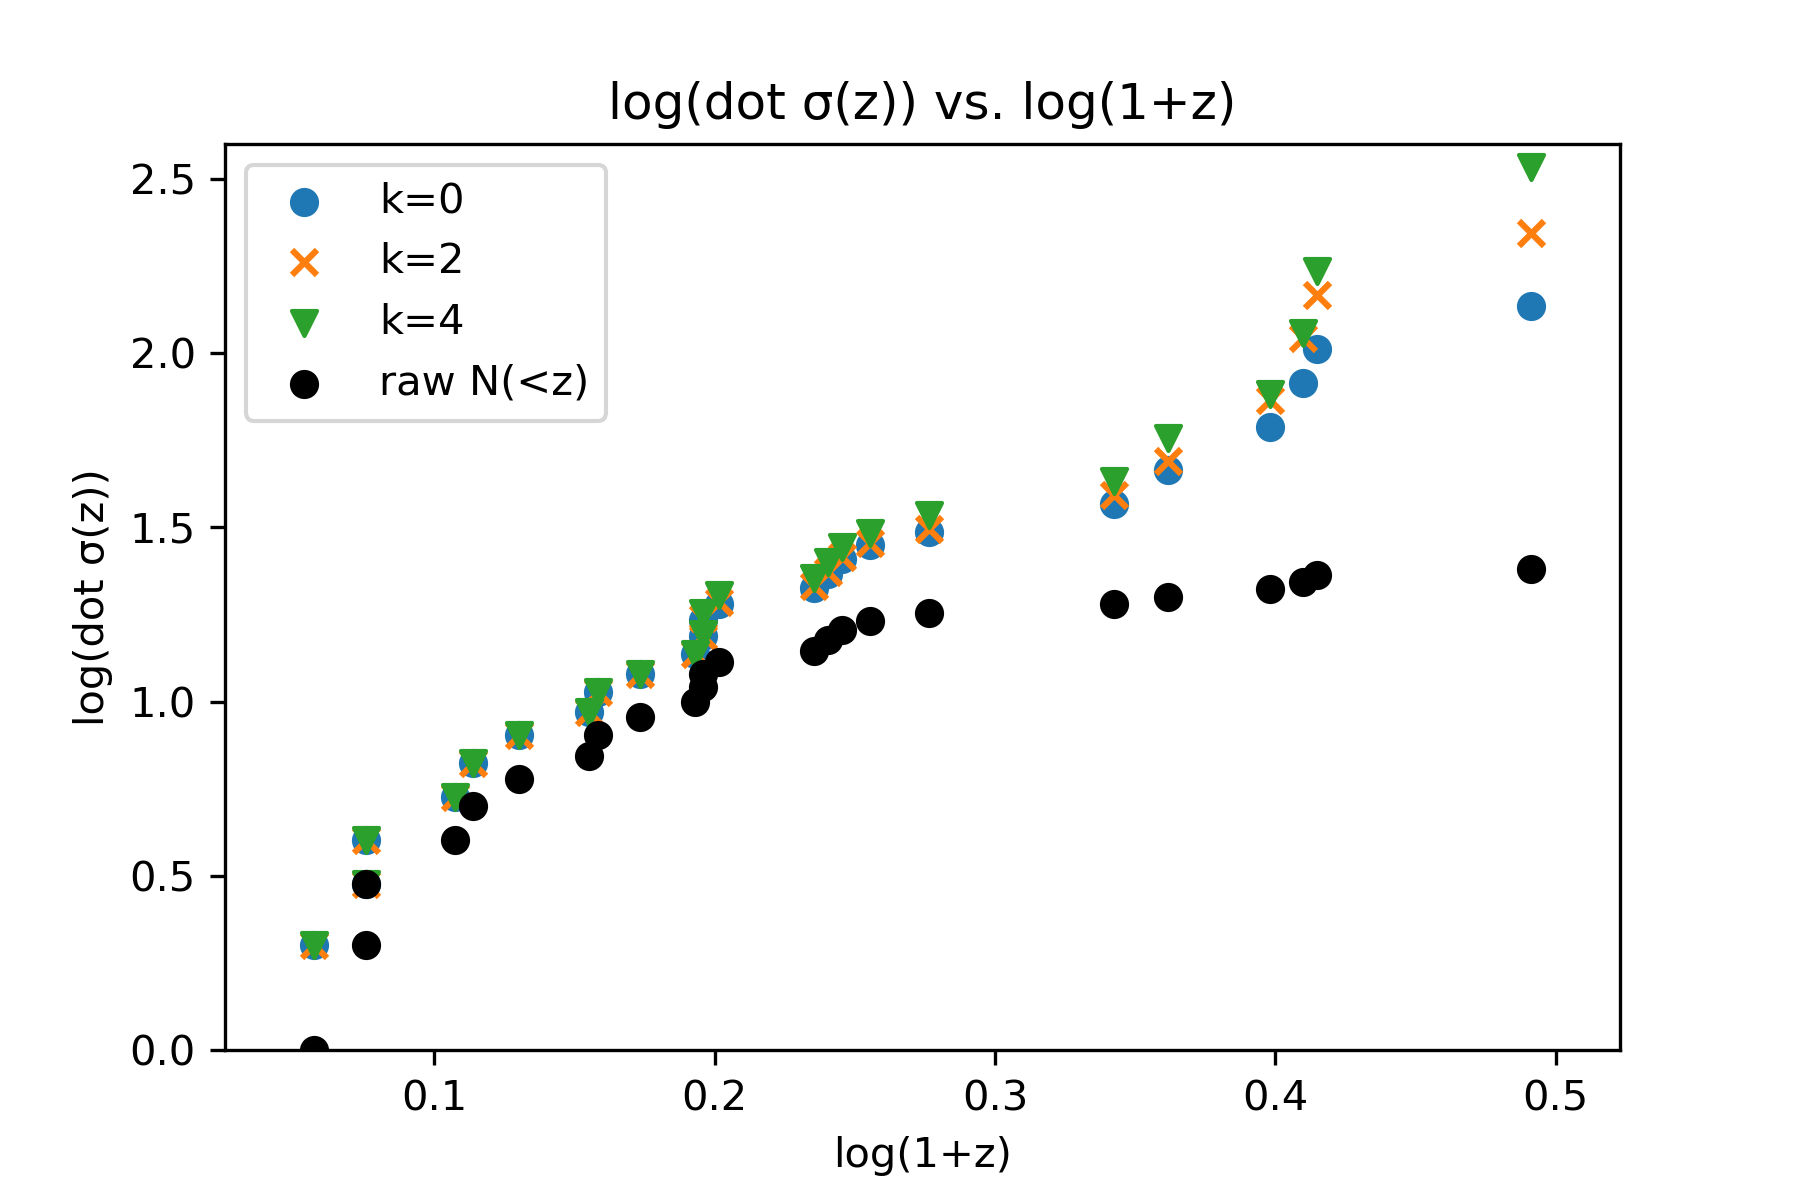 log(dot σ(z)) vs. log(1+z)
k=0
k=2
k=4
raw N(<z)
log(dot σ(z))
2.5
2.0
1.5
1.0
0.5
0.0
0.1
0.2
0.3
0.4
0.5
log(1+z)